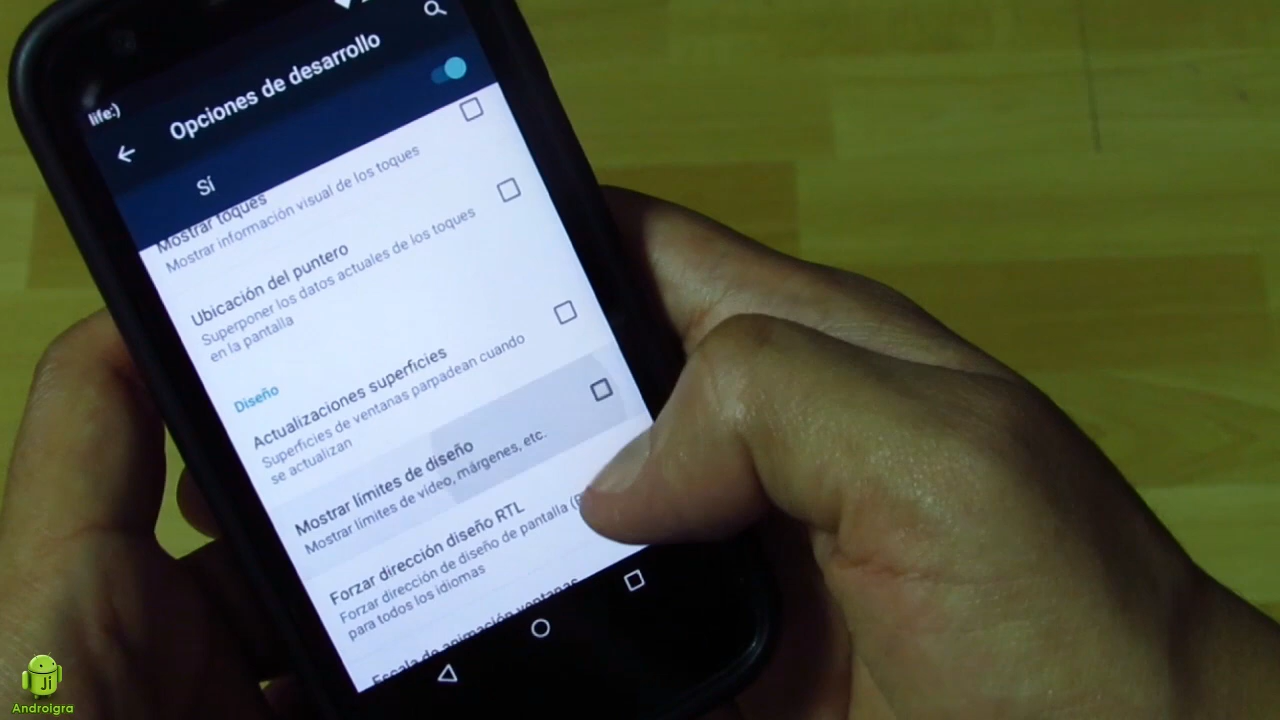 life:)
Opciones de desarrollo
Sí
Mostrar toques
Mostrar información visual de los toques
Ubicación del puntero
Superponer los datos actuales de los toques
en la pantalla
Diseño
Actualizaciones superficies
Superficies de ventanas parpadean cuando
se actualizan
Mostrar límites de diseño
Mostrar límites de vídeo, márgenes, etc.
Forzar dirección diseño RTL
Forzar dirección de diseño de pantalla
para todos los idiomas
Escala de animación ventanas
Ji
Androigra